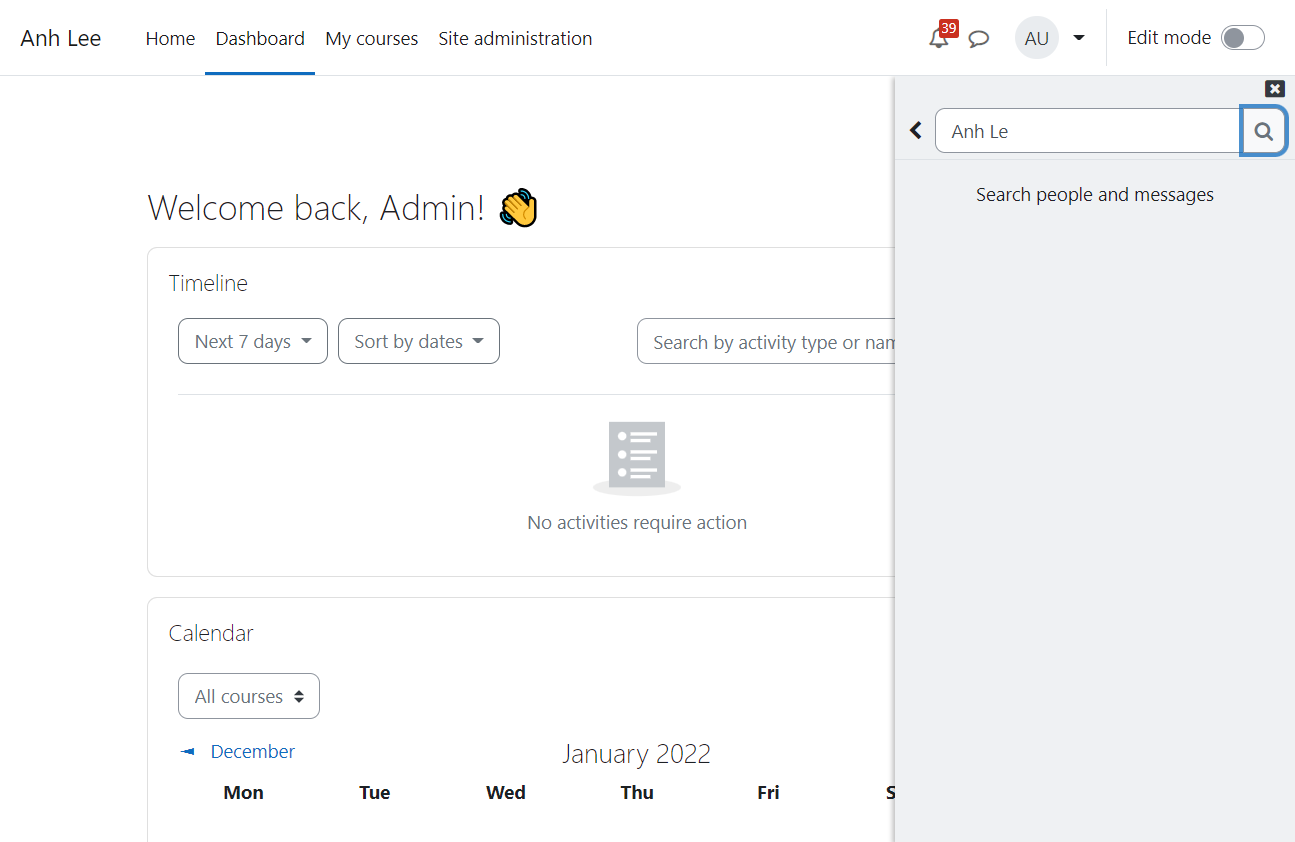 Anh Lee Home Dashboard My courses Site administration 39 AU Edit mode
Anh Le
Search people and messages
Welcome back, Admin!
Timeline
Next 7 days Sort by dates Search by activity type or nam
No activities require action
Calendar
All courses
December January 2022
Mon Tue Wed Thu Fri S